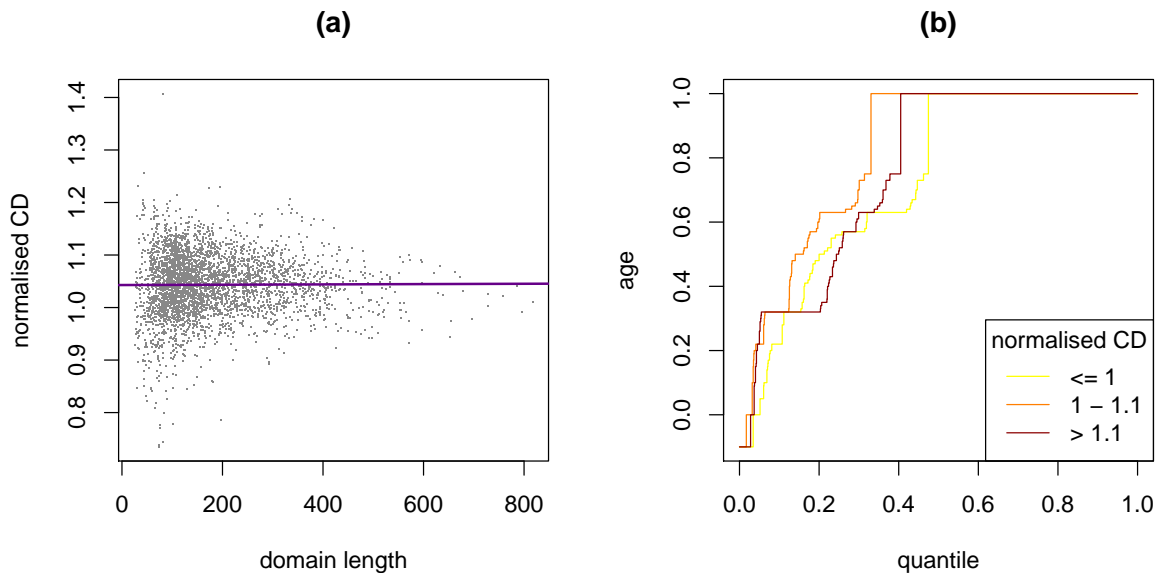 (a)
normalised CD
1.4
1.3
1.2
1.1
1.0
0.9
0.8
0 200 400 600 800
domain length
(b)
age
1.0
0.8
0.6
0.4
0.2
0.0
normalised CD
<= 1
1 − 1.1
> 1.1
0.0 0.2 0.4 0.6 0.8 1.0
quantile